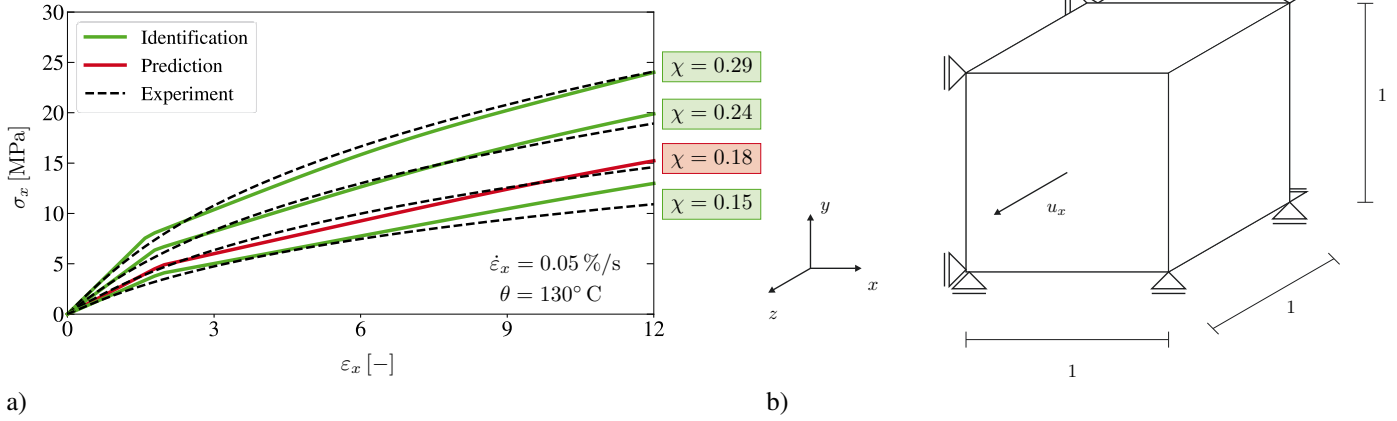 30
25
20
15
10
5
0
σₓ [MPa]
Identification
Prediction
Experiment
χ = 0.29
χ = 0.24
χ = 0.18
χ = 0.15
ε̇ₓ = 0.05 %/s
θ = 130° C
0 3 6 9 12
εₓ [−]
a)
y
x
z
uₓ
1
1
1
b)